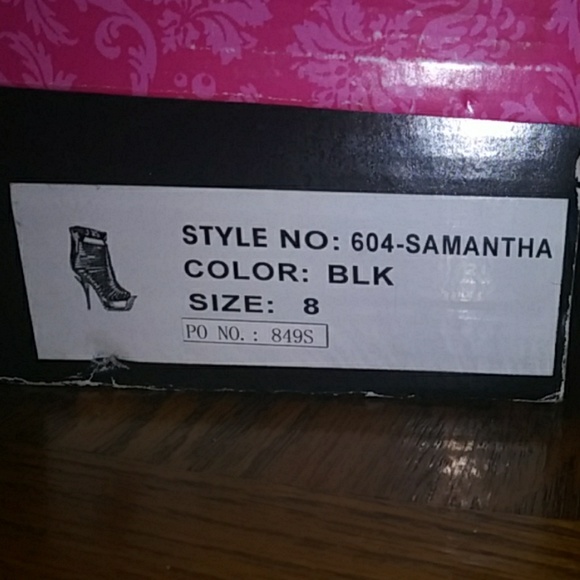 STYLE NO: 604-SAMANTHA
COLOR: BLK
SIZE: 8
PO NO.: 849S